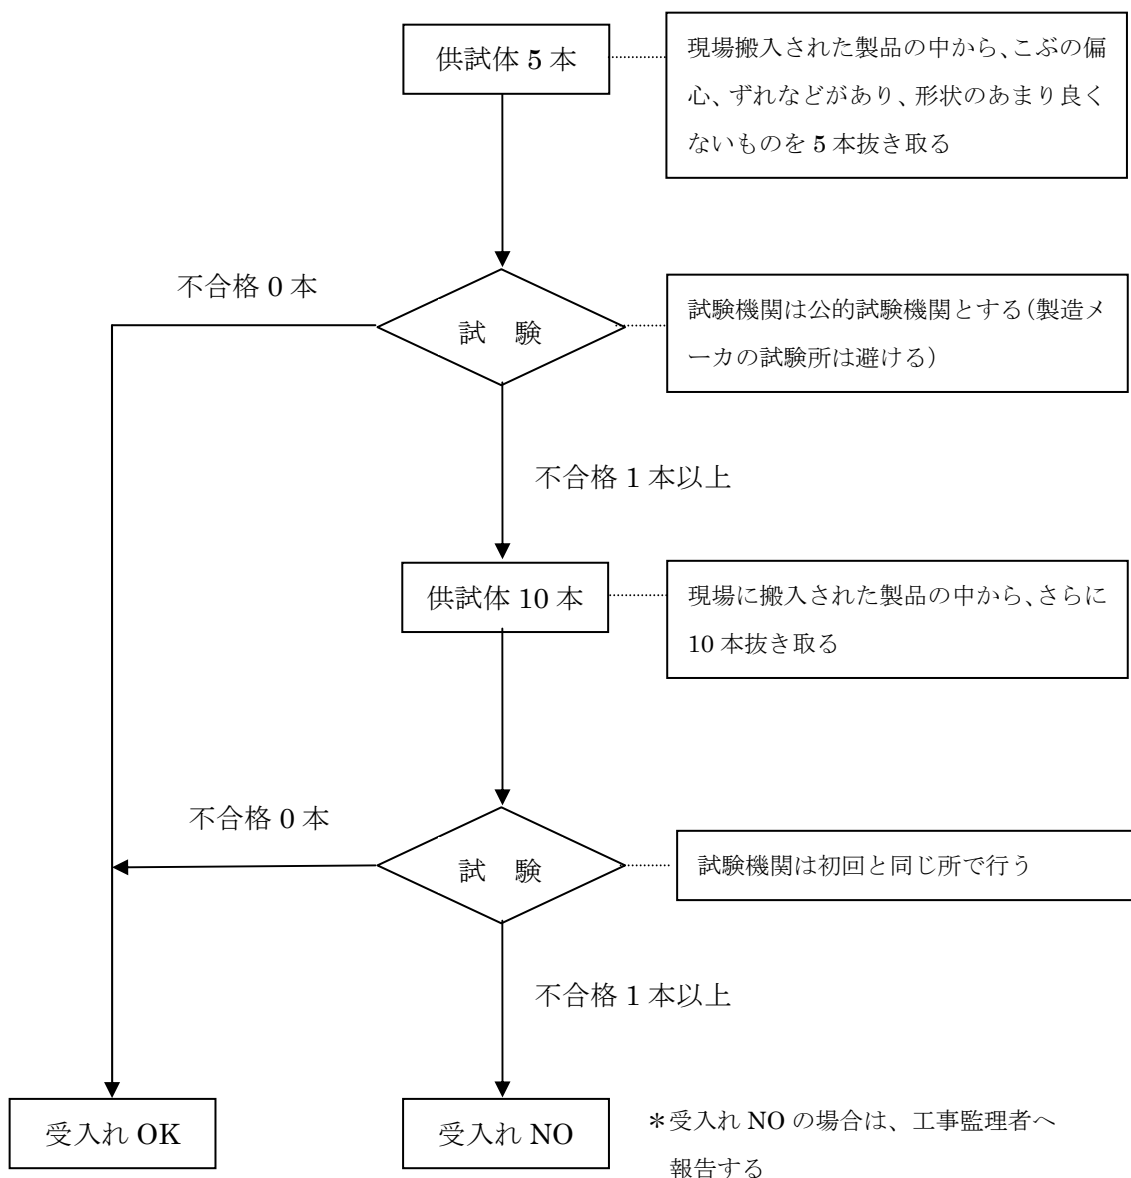 供試体 5 本
現場搬入された製品の中から、こぶの偏
心、ずれなどがあり、形状のあまり良く
ないものを 5 本抜き取る
不合格 0 本
試　験
試験機関は公的試験機関とする（製造メ
ーカの試験所は避ける）
不合格 1 本以上
供試体 10 本
現場に搬入された製品の中から、さらに
10 本抜き取る
不合格 0 本
試　験
試験機関は初回と同じ所で行う
不合格 1 本以上
受入れ OK
受入れ NO
＊受入れ NO の場合は、工事監理者へ
報告する